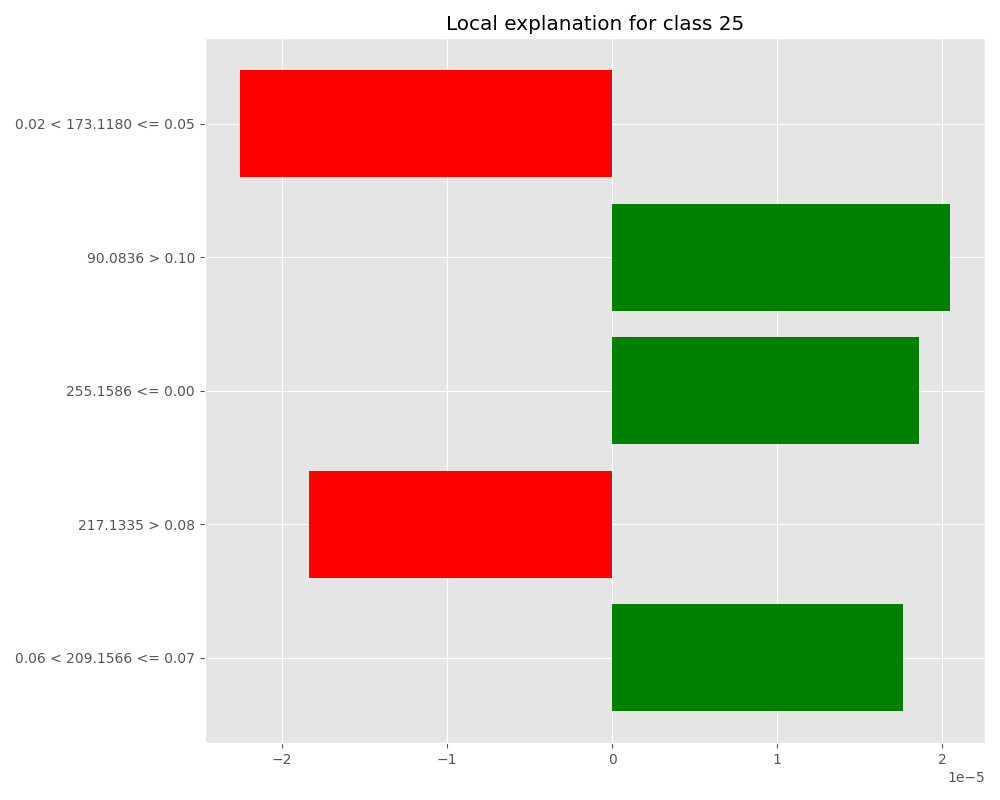 Local explanation for class 25
0.02 < 173.1180 <= 0.05
90.0836 > 0.10
255.1586 <= 0.00
217.1335 > 0.08
0.06 < 209.1566 <= 0.07
−2 −1 0 1 2
1e−5